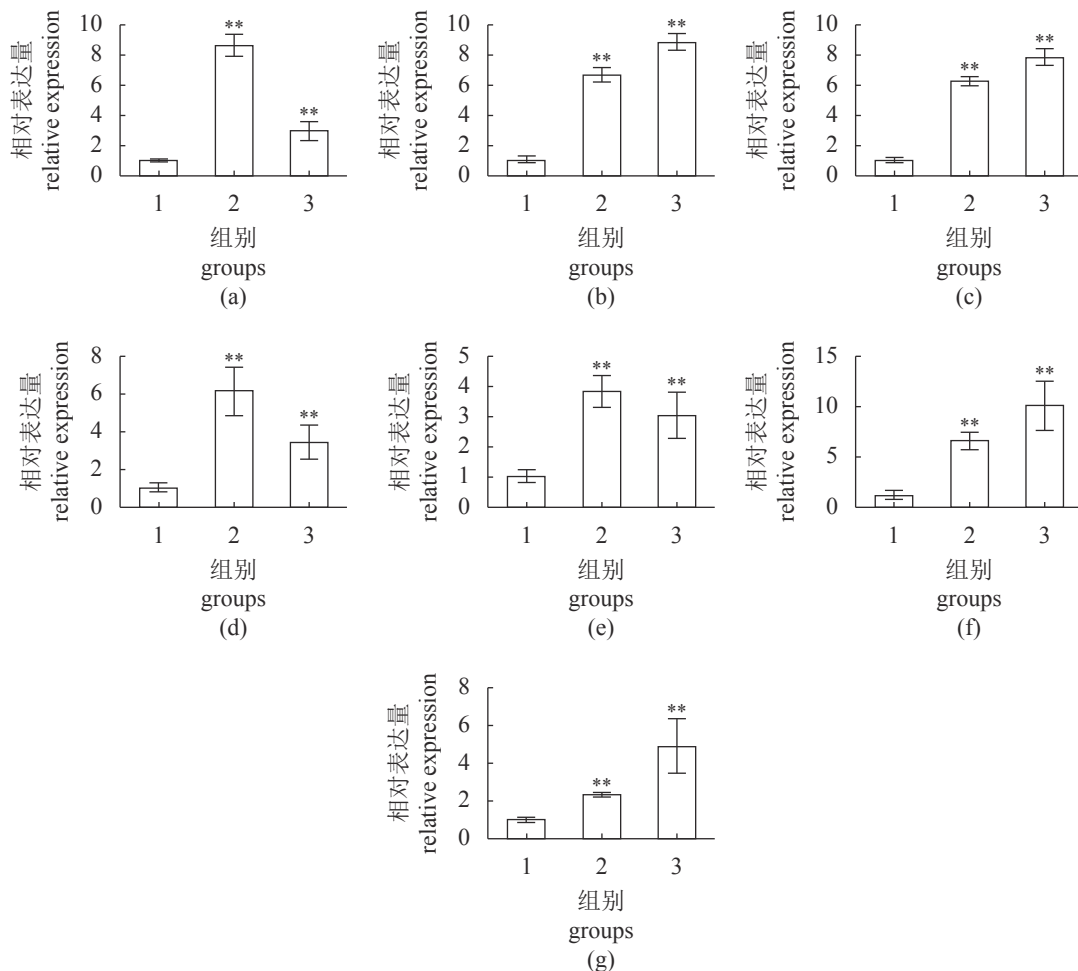 相对表达量
relative expression
10
8
6
4
2
0
**
**
1 2 3
组别
groups
(a)
相对表达量
relative expression
10
8
6
4
2
0
**
**
1 2 3
组别
groups
(b)
相对表达量
relative expression
10
8
6
4
2
0
**
**
1 2 3
组别
groups
(c)
相对表达量
relative expression
8
6
4
2
0
**
**
1 2 3
组别
groups
(d)
相对表达量
relative expression
5
4
3
2
1
0
**
**
1 2 3
组别
groups
(e)
相对表达量
relative expression
15
10
5
0
**
**
1 2 3
组别
groups
(f)
相对表达量
relative expression
8
6
4
2
0
**
**
1 2 3
组别
groups
(g)